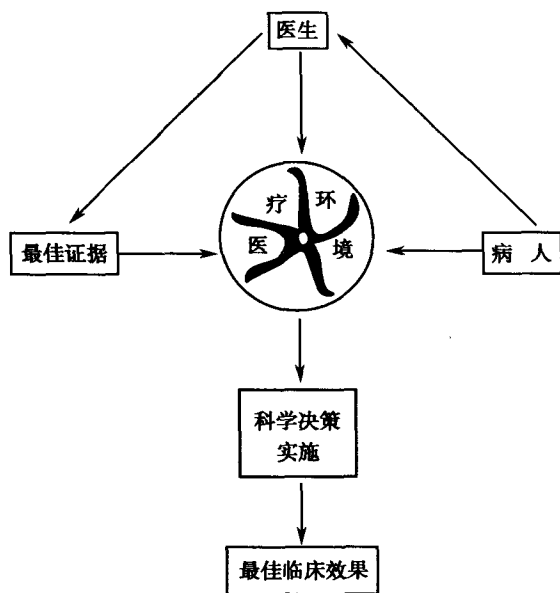 医生
疗 环
医 境
最佳证据
病 人
科学决策
实施
最佳临床效果